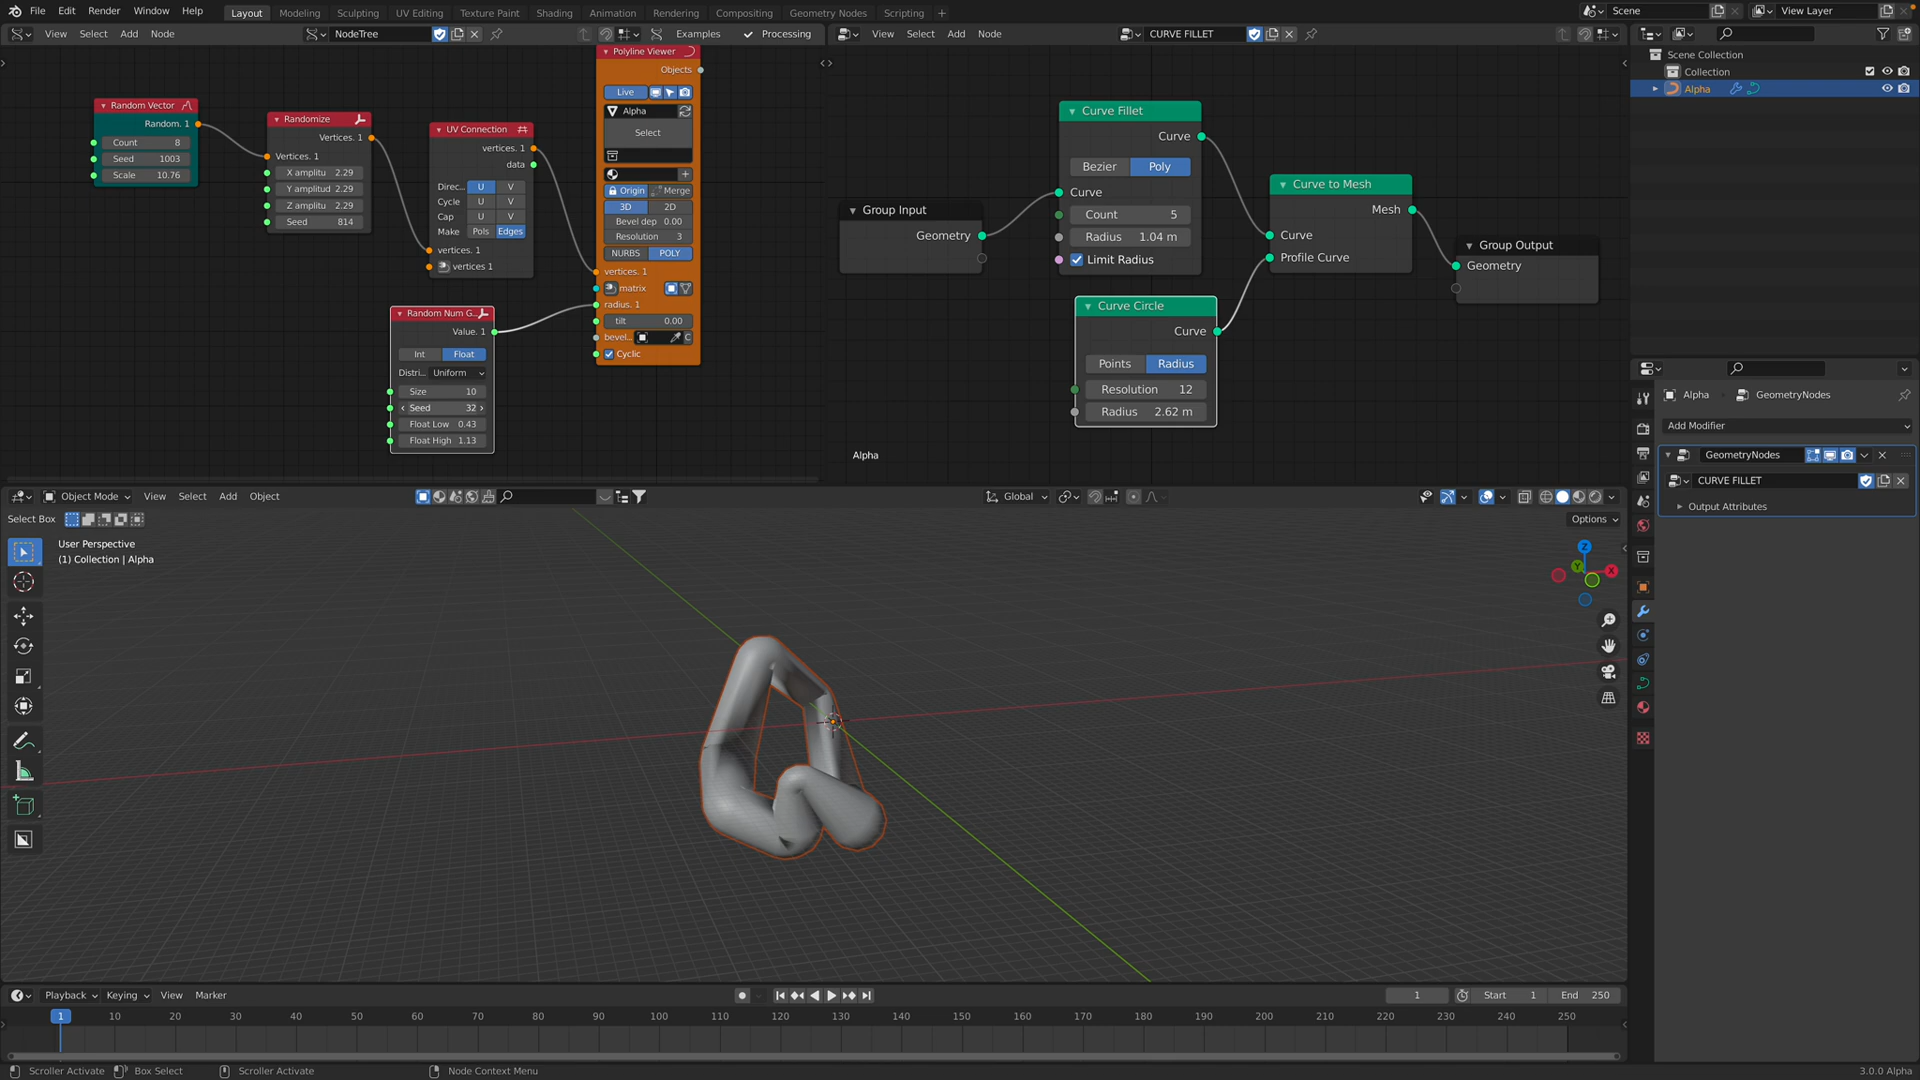 File Edit Render Window Help Layout Modeling Sculpting UV Editing Texture Paint Shading Animation Rendering Compositing Geometry Nodes Scripting + Scene View Layer
View Select Add Node NodeTree Examples Processing
View Select Add Node CURVE FILLET
Random Vector
Random. 1
Count 8
Seed 1003
Scale 10.76
Randomize
Vertices. 1
Vertices. 1
X amplitu 2.29
Y amplitud 2.29
Z amplitu 2.29
Seed 814
UV Connection
vertices. 1
data
Direc... U V
Cycle U V
Cap U V
Make Pols Edges
vertices. 1
vertices 1
Random Num G...
Value. 1
Int Float
Distri... Uniform
Size 10
Seed 32
Float Low 0.43
Float High 1.13
Polyline Viewer
Objects
Live
Alpha
Select
Origin Merge
3D 2D
Bevel dep 0.00
Resolution 3
NURBS POLY
vertices. 1
matrix
radius. 1
tilt 0.00
bevel... C
Cyclic
Group Input
Geometry
Curve Fillet
Curve
Bezier Poly
Curve
Count 5
Radius 1.04 m
Limit Radius
Curve Circle
Curve
Points Radius
Resolution 12
Radius 2.62 m
Curve to Mesh
Mesh
Curve
Profile Curve
Group Output
Geometry
Alpha
Scene Collection
Collection
Alpha
Alpha GeometryNodes
Add Modifier
GeometryNodes
CURVE FILLET
Output Attributes
Object Mode View Select Add Object Global
Select Box Options
User Perspective
(1) Collection | Alpha
Z
Y
X
Playback Keying View Marker 1 Start 1 End 250
1 10 20 30 40 50 60 70 80 90 100 110 120 130 140 150 160 170 180 190 200 210 220 230 240 250
Scroller Activate Box Select Scroller Activate Node Context Menu 3.0.0 Alpha